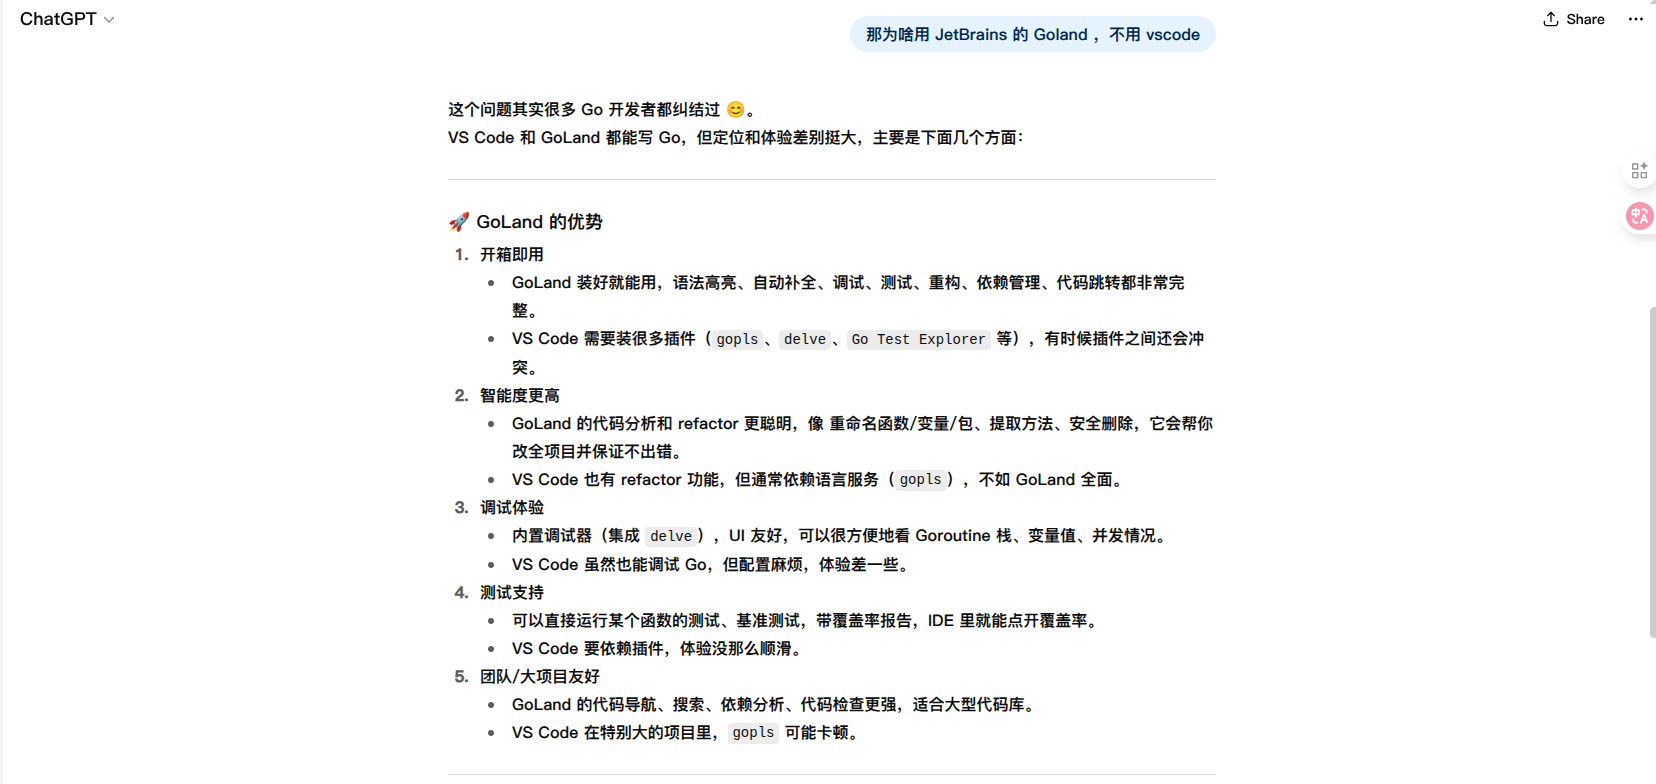 ChatGPT
Share
那为啥用 JetBrains 的 Goland ，不用 vscode
这个问题其实很多 Go 开发者都纠结过 😊。
VS Code 和 GoLand 都能写 Go，但定位和体验差别挺大，主要是下面几个方面：
🚀 GoLand 的优势
1. 开箱即用
• GoLand 装好就能用，语法高亮、自动补全、调试、测试、重构、依赖管理、代码跳转都非常完
整。
• VS Code 需要装很多插件（gopls、delve、Go Test Explorer 等），有时候插件之间还会冲
突。
2. 智能度更高
• GoLand 的代码分析和 refactor 更聪明，像 重命名函数/变量/包、提取方法、安全删除，它会帮你
改全项目并保证不出错。
• VS Code 也有 refactor 功能，但通常依赖语言服务（gopls），不如 GoLand 全面。
3. 调试体验
• 内置调试器（集成 delve），UI 友好，可以很方便地看 Goroutine 栈、变量值、并发情况。
• VS Code 虽然也能调试 Go，但配置麻烦，体验差一些。
4. 测试支持
• 可以直接运行某个函数的测试、基准测试，带覆盖率报告，IDE 里就能点开覆盖率。
• VS Code 要依赖插件，体验没那么顺滑。
5. 团队/大项目友好
• GoLand 的代码导航、搜索、依赖分析、代码检查更强，适合大型代码库。
• VS Code 在特别大的项目里，gopls 可能卡顿。